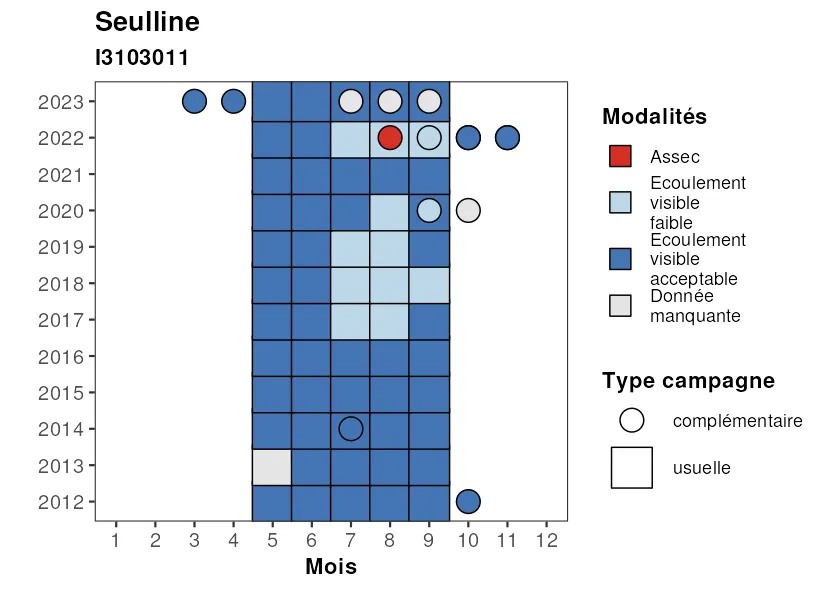 Seulline
I3103011
2023
2022
2021
2020
2019
2018
2017
2016
2015
2014
2013
2012
1 2 3 4 5 6 7 8 9 10 11 12
Mois
Modalités
Assec
Ecoulement
visible
faible
Ecoulement
visible
acceptable
Donnée
manquante
Type campagne
complémentaire
usuelle